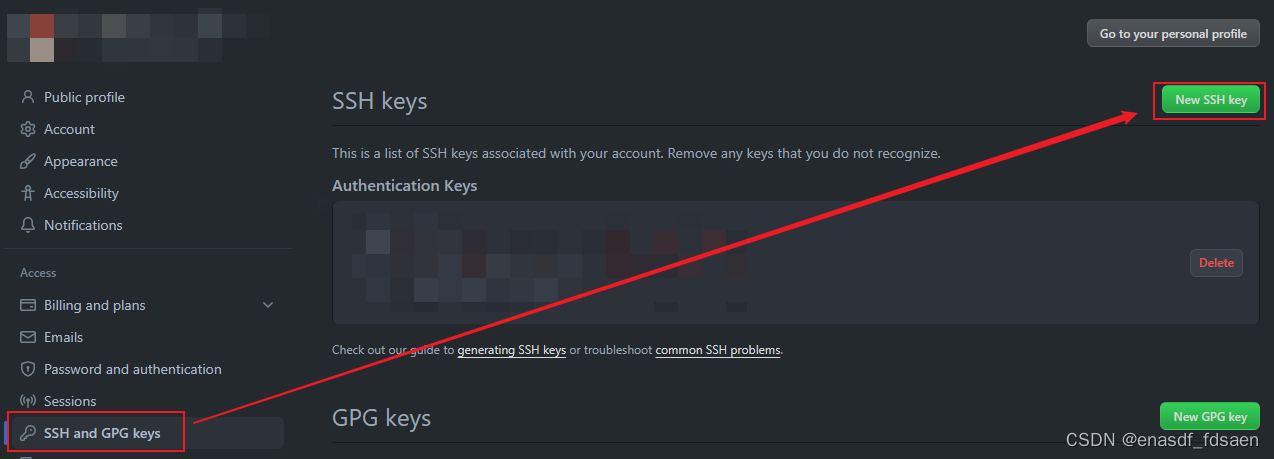 Go to your personal profile
Public profile
Account
Appearance
Accessibility
Notifications
Access
Billing and plans
Emails
Password and authentication
Sessions
SSH and GPG keys
SSH keys
New SSH key
This is a list of SSH keys associated with your account. Remove any keys that you do not recognize.
Authentication Keys
Delete
Check out our guide to generating SSH keys or troubleshoot common SSH problems.
GPG keys
New GPG key
CSDN @enasdf_fdsaen